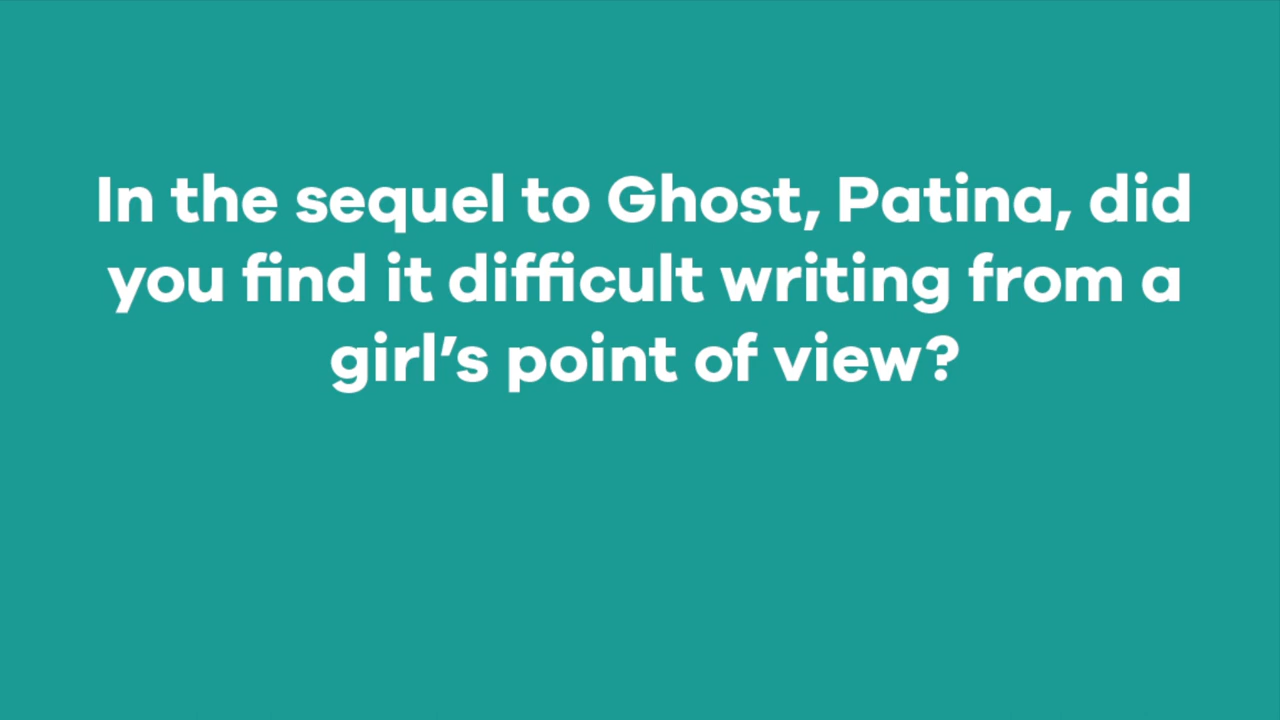 In the sequel to Ghost, Patina, did
you find it difficult writing from a
girl’s point of view?